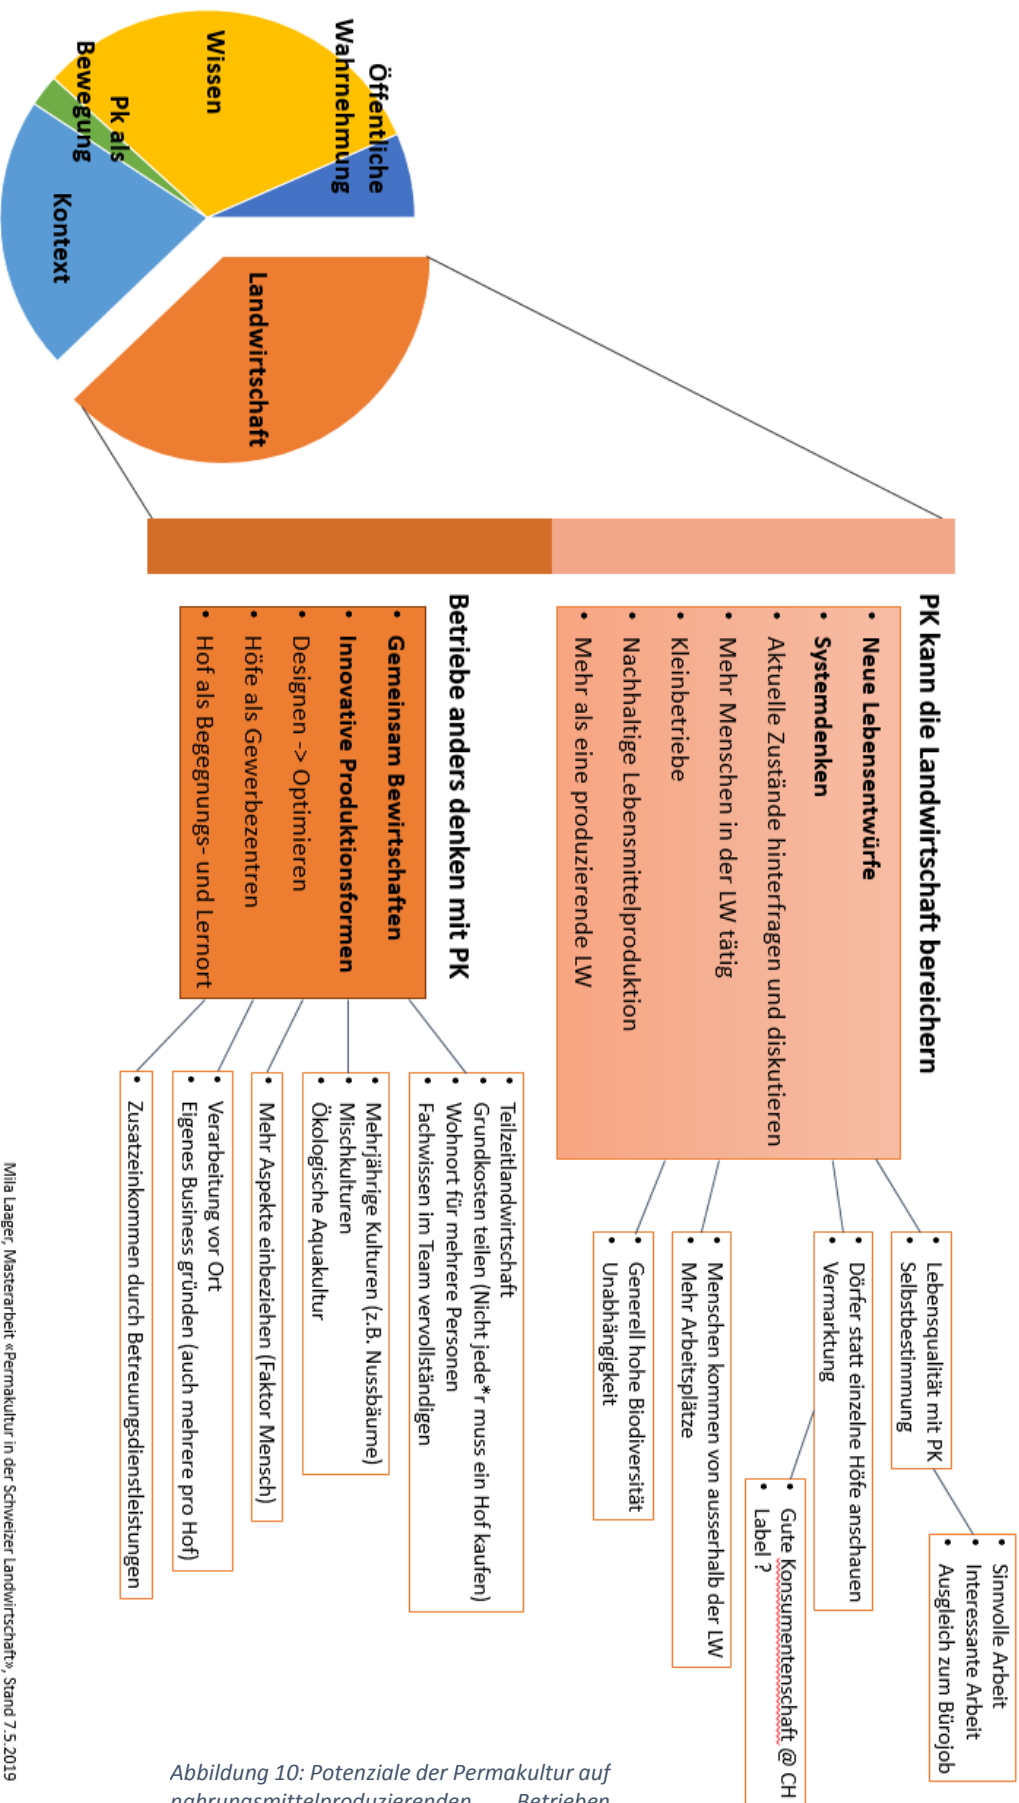 Öffentliche
Wahrnehmung
Wissen
Pk als
Bewegung
Kontext
Landwirtschaft
PK kann die Landwirtschaft bereichern
• Neue Lebensentwürfe
• Systemdenken
• Aktuelle Zustände hinterfragen und diskutieren
• Mehr Menschen in der LW tätig
• Kleinbetriebe
• Nachhaltige Lebensmittelproduktion
• Mehr als eine produzierende LW
• Sinnvolle Arbeit
• Interessante Arbeit
• Ausgleich zum Bürojob
• Lebensqualität mit PK
• Selbstbestimmung
• Dörfer statt einzelne Höfe anschauen
• Vermarktung
• Gute Konsumentenschaft @ CH
• Label ?
• Menschen kommen von ausserhalb der LW
• Mehr Arbeitsplätze
• Generell hohe Biodiversität
• Unabhängigkeit
Betriebe anders denken mit PK
• Gemeinsam Bewirtschaften
• Innovative Produktionsformen
• Designen -> Optimieren
• Höfe als Gewerbezentren
• Hof als Begegnungs- und Lernort
• Teilzeitlandwirtschaft
• Grundkosten teilen (Nicht jede*r muss ein Hof kaufen)
• Wohnort für mehrere Personen
• Fachwissen im Team vervollständigen
• Mehrjährige Kulturen (z.B. Nussbäume)
• Mischkulturen
• Ökologische Aquakultur
• Mehr Aspekte einbeziehen (Faktor Mensch)
• Verarbeitung vor Ort
• Eigenes Business gründen (auch mehrere pro Hof)
• Zusatzeinkommen durch Betreuungsdienstleistungen
Mila Laager, Masterarbeit «Permakultur in der Schweizer Landwirtschaft», Stand 7.5.2019
Abbildung 10: Potenziale der Permakultur auf
nahrungsmittelproduzierenden Betrieben